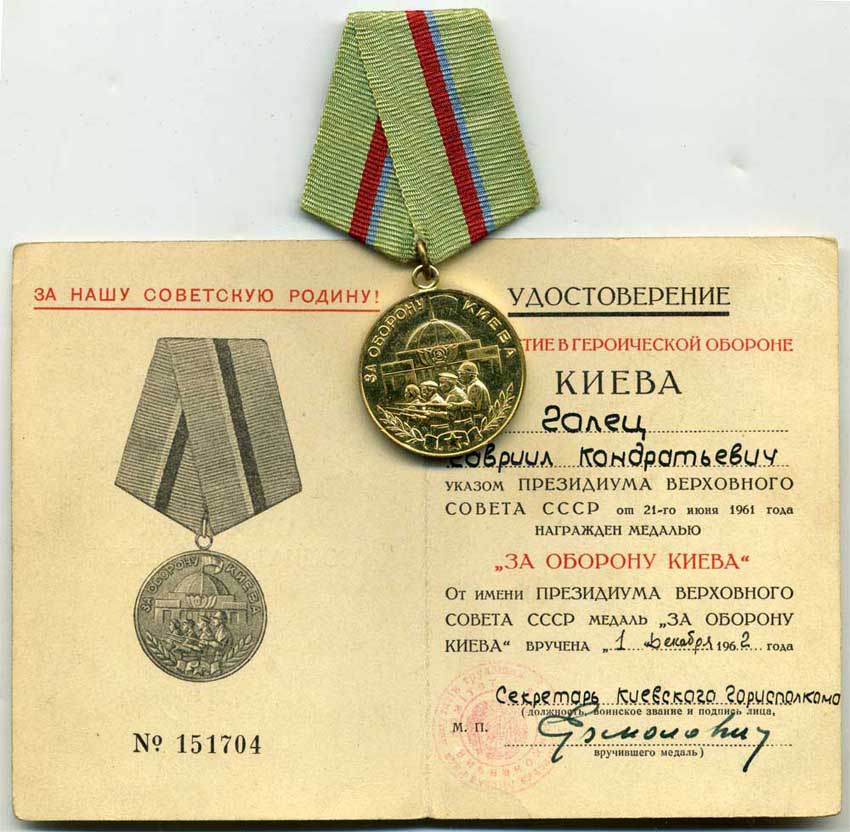 ЗА НАШУ СОВЕТСКУЮ РОДИНУ!
ЗА ОБОРОНУ КИЕВА
№ 151704
ЗА ОБОРОНУ КИЕВА
УДОСТОВЕРЕНИЕ
ТИЕ В ГЕРОИЧЕСКОЙ ОБОРОНЕ
КИЕВА
Галец
Гавриил Кондратьевич
УКАЗОМ ПРЕЗИДИУМА ВЕРХОВНОГО
СОВЕТА СССР от 21-го июня 1961 года
НАГРАЖДЕН МЕДАЛЬЮ
„ЗА ОБОРОНУ КИЕВА“
От имени ПРЕЗИДИУМА ВЕРХОВНОГО
СОВЕТА СССР МЕДАЛЬ „ЗА ОБОРОНУ
КИЕВА“ ВРУЧЕНА „1 декабря 1962 года
Секретарь Киевского Горисполкома
(должность, воинское звание и подпись лица,
М. П.
вручившего медаль)